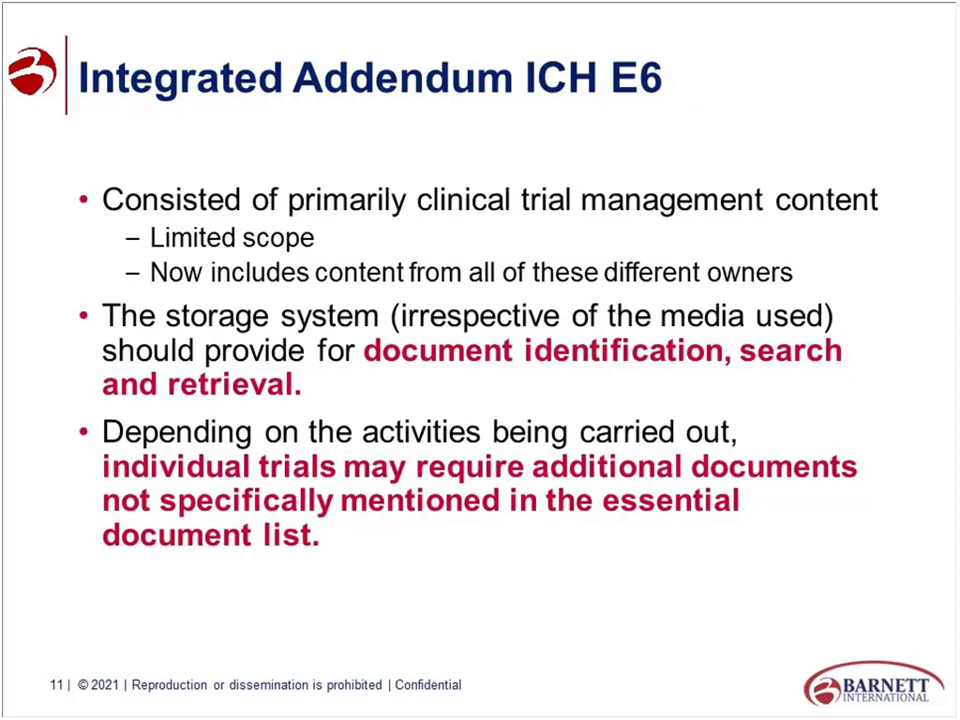 Integrated Addendum ICH E6
• Consisted of primarily clinical trial management content
– Limited scope
– Now includes content from all of these different owners
• The storage system (irrespective of the media used)
should provide for document identification, search
and retrieval.
• Depending on the activities being carried out,
individual trials may require additional documents
not specifically mentioned in the essential
document list.
11 | © 2021 | Reproduction or dissemination is prohibited | Confidential
BARNETT
INTERNATIONAL